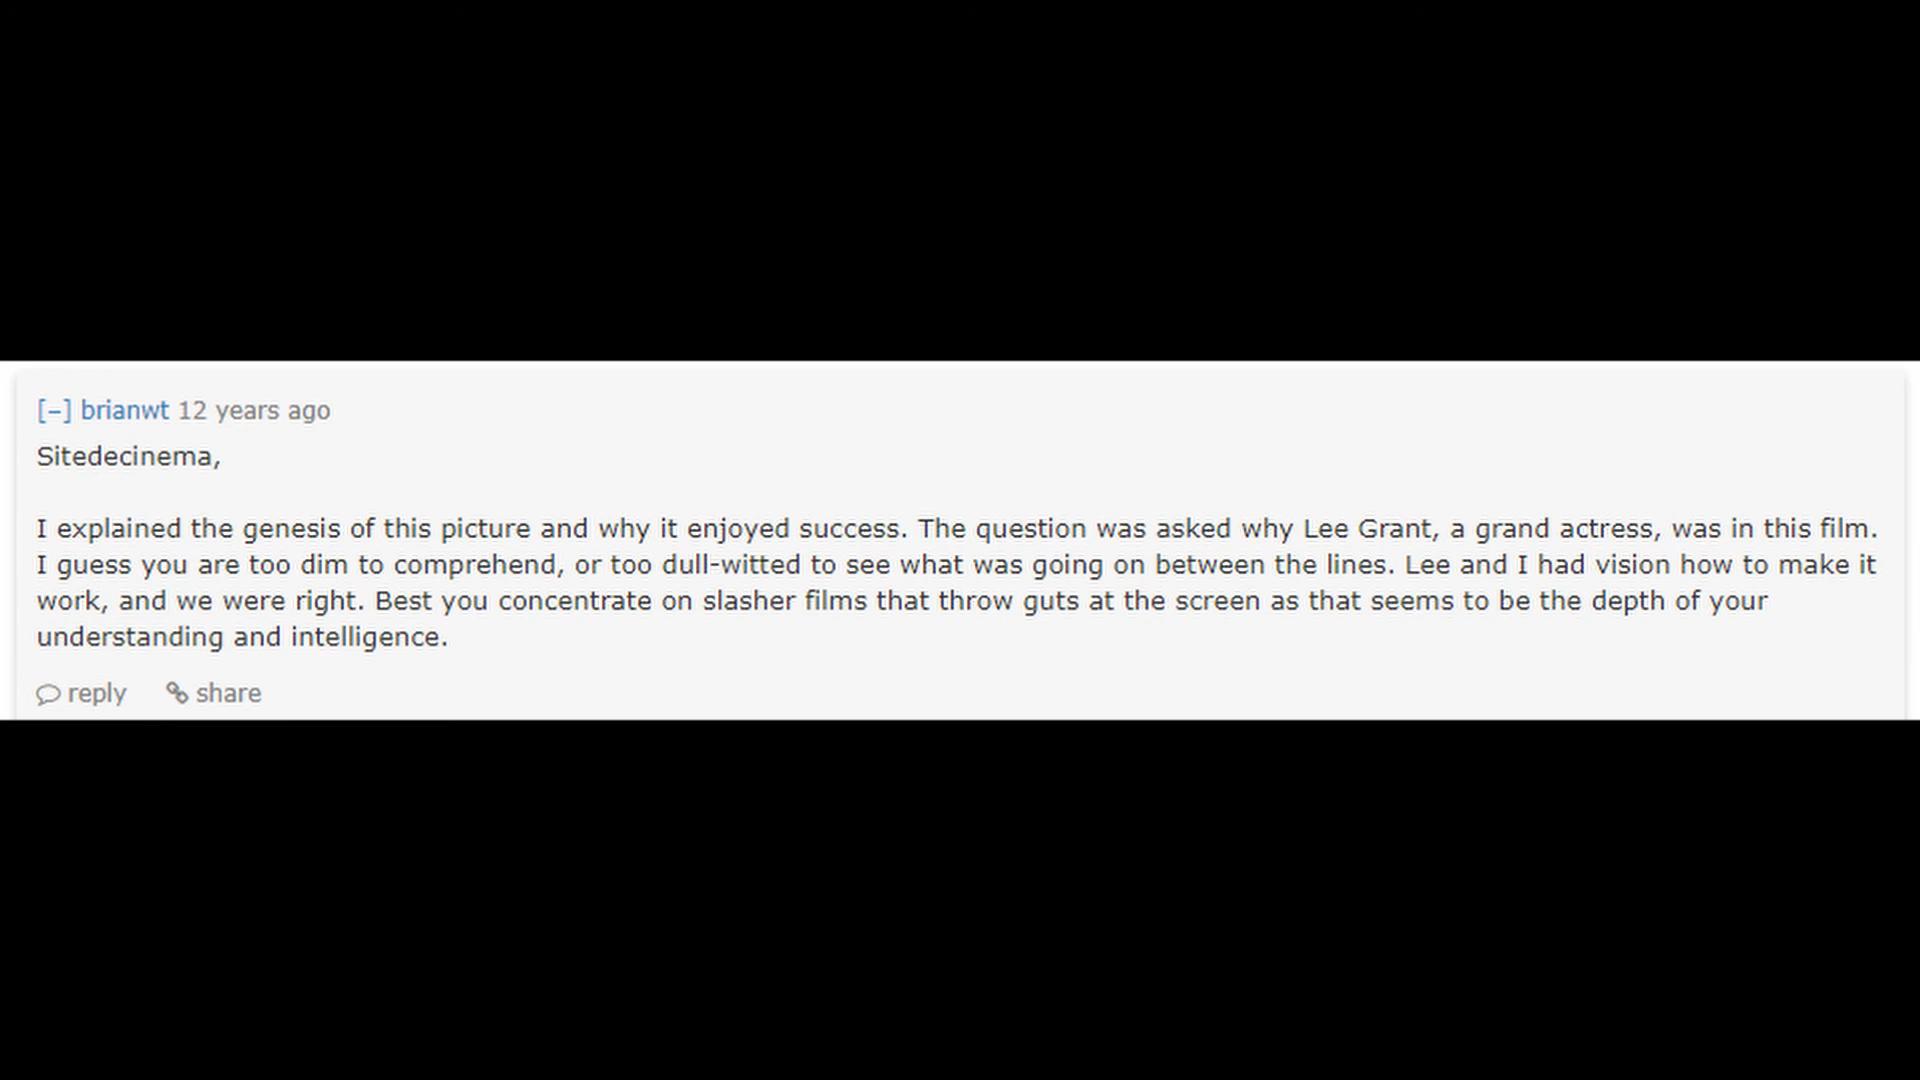 [–] brianwt 12 years ago
Sitedecinema,
I explained the genesis of this picture and why it enjoyed success. The question was asked why Lee Grant, a grand actress, was in this film.
I guess you are too dim to comprehend, or too dull-witted to see what was going on between the lines. Lee and I had vision how to make it
work, and we were right. Best you concentrate on slasher films that throw guts at the screen as that seems to be the depth of your
understanding and intelligence.
reply share